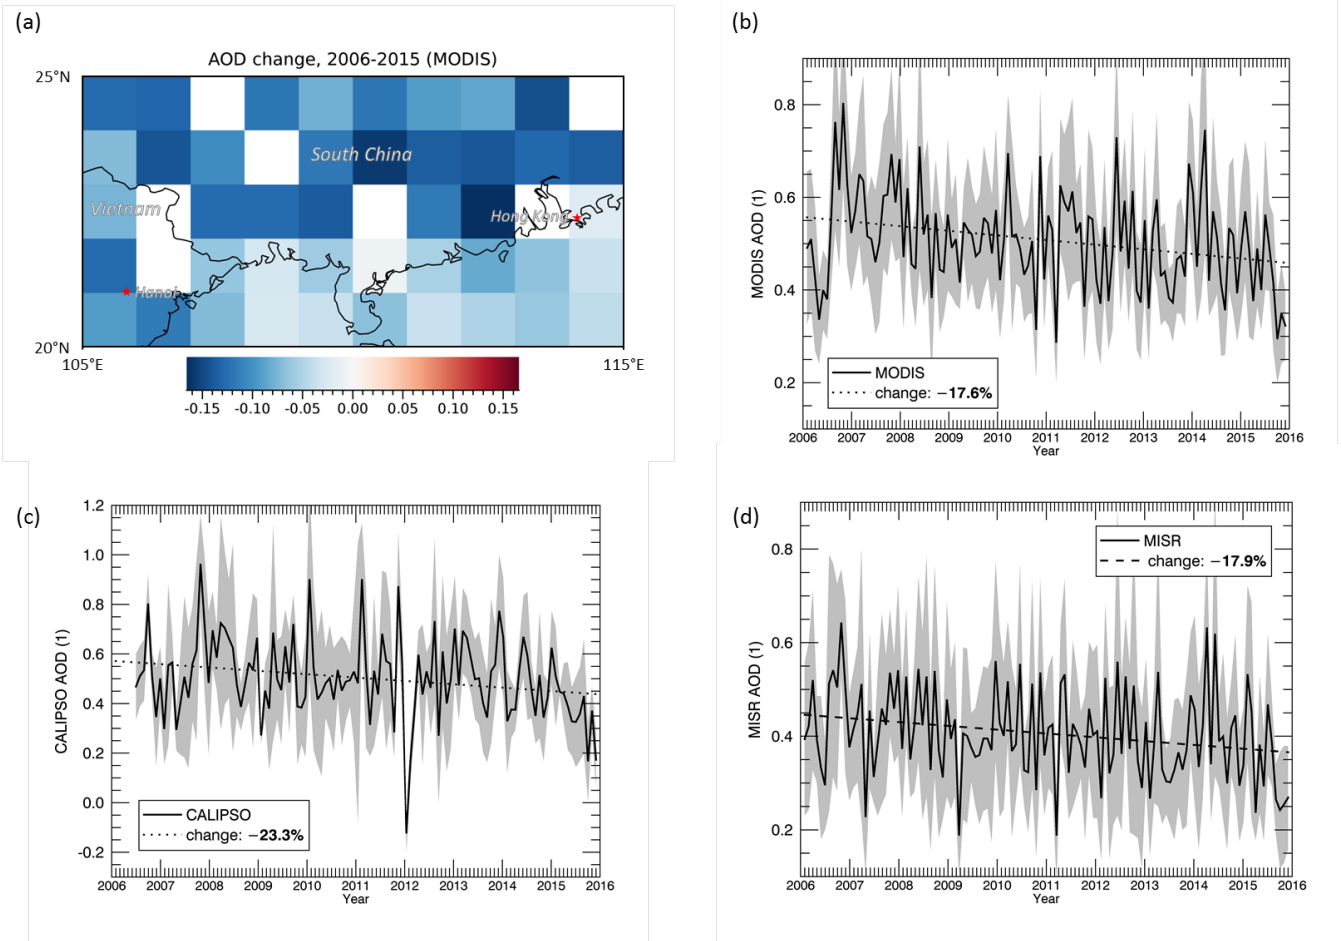 (a)
AOD change, 2006-2015 (MODIS)
25°N
South China
Vietnam
Hong Kong
Hanoi
20°N
105°E
115°E
-0.15 -0.10 -0.05 0.00 0.05 0.10 0.15
(b)
MODIS AOD (1)
0.8
0.6
0.4
0.2
MODIS
change: −17.6%
2006 2007 2008 2009 2010 2011 2012 2013 2014 2015 2016
Year
(c)
CALIPSO AOD (1)
1.2
1.0
0.8
0.6
0.4
0.2
0.0
-0.2
CALIPSO
change: −23.3%
2006 2007 2008 2009 2010 2011 2012 2013 2014 2015 2016
Year
(d)
MISR AOD (1)
0.8
0.6
0.4
0.2
MISR
change: −17.9%
2006 2007 2008 2009 2010 2011 2012 2013 2014 2015 2016
Year